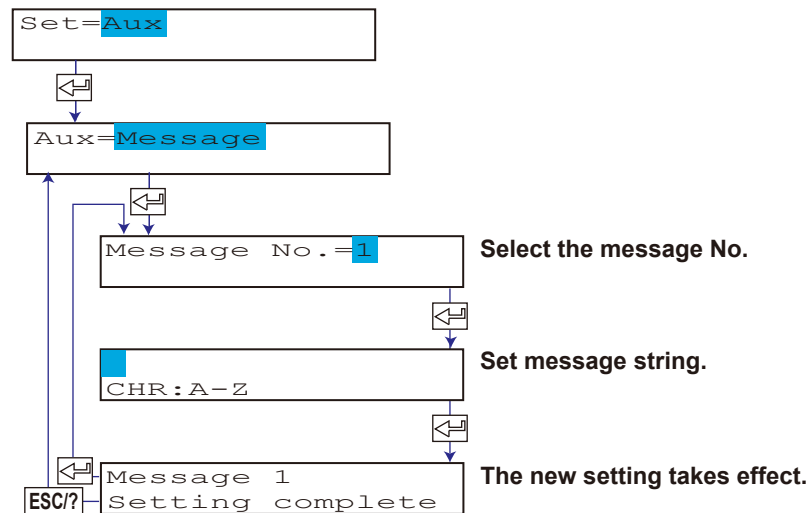 Set=Aux
Aux=Message
Message No.=1
Select the message No.
Set message string.
CHR:A-Z
Message 1
Setting complete
The new setting takes effect.
ESC/?